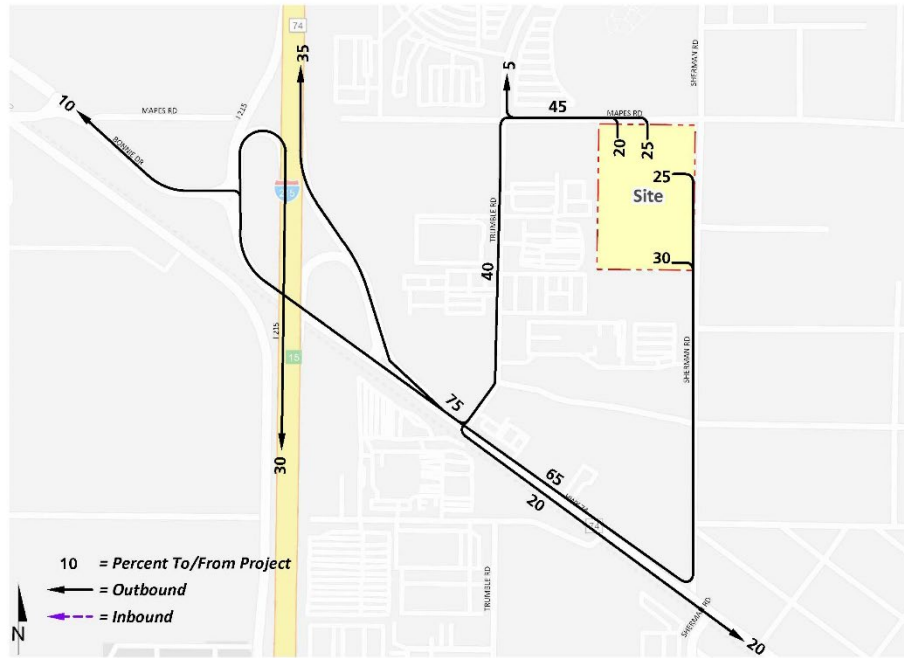 74
35
SHERMAN RD
5
45
MAPES RD
10
MAPES RD
I 215
BONNIE DR
20
25
25
Site
TRUMBLE RD
40
30
I 215
15
SHERMAN RD
75
65
20
74
30
10 = Percent To/From Project
= Outbound
= Inbound
N
TRUMBLE RD
SHERMAN RD
20